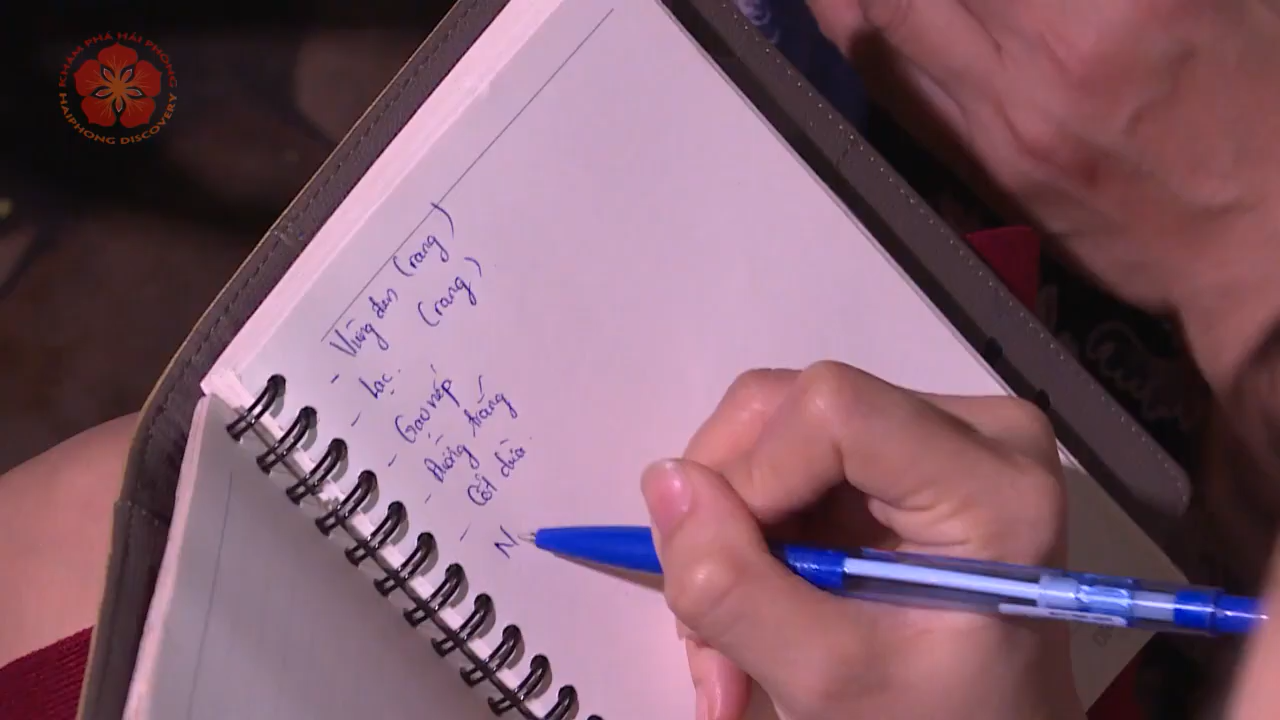 KHÁM PHÁ HẢI PHÒNG
HAIPHONG DISCOVERY
- Vừng đen (rang)
- Lạc. (rang)
- Gạo nếp
- Đường trắng
- Cốt dừa.
N